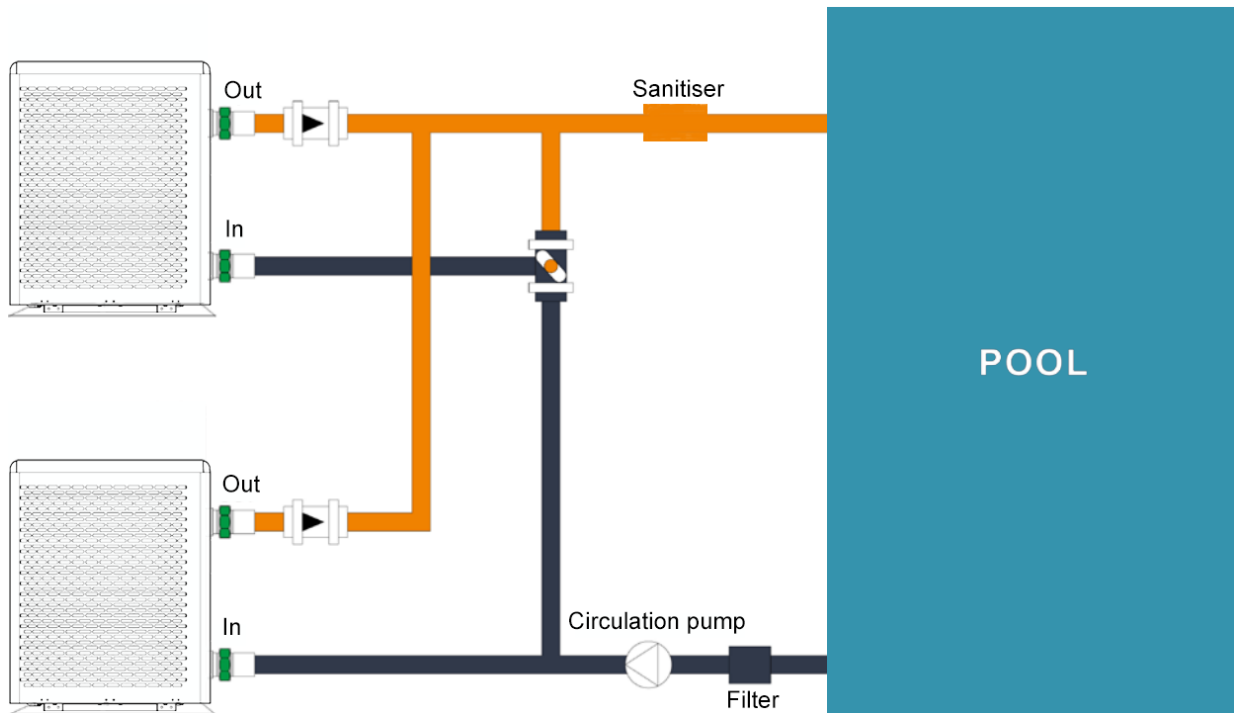 Out
Sanitiser
In
POOL
Out
In
Circulation pump
Filter